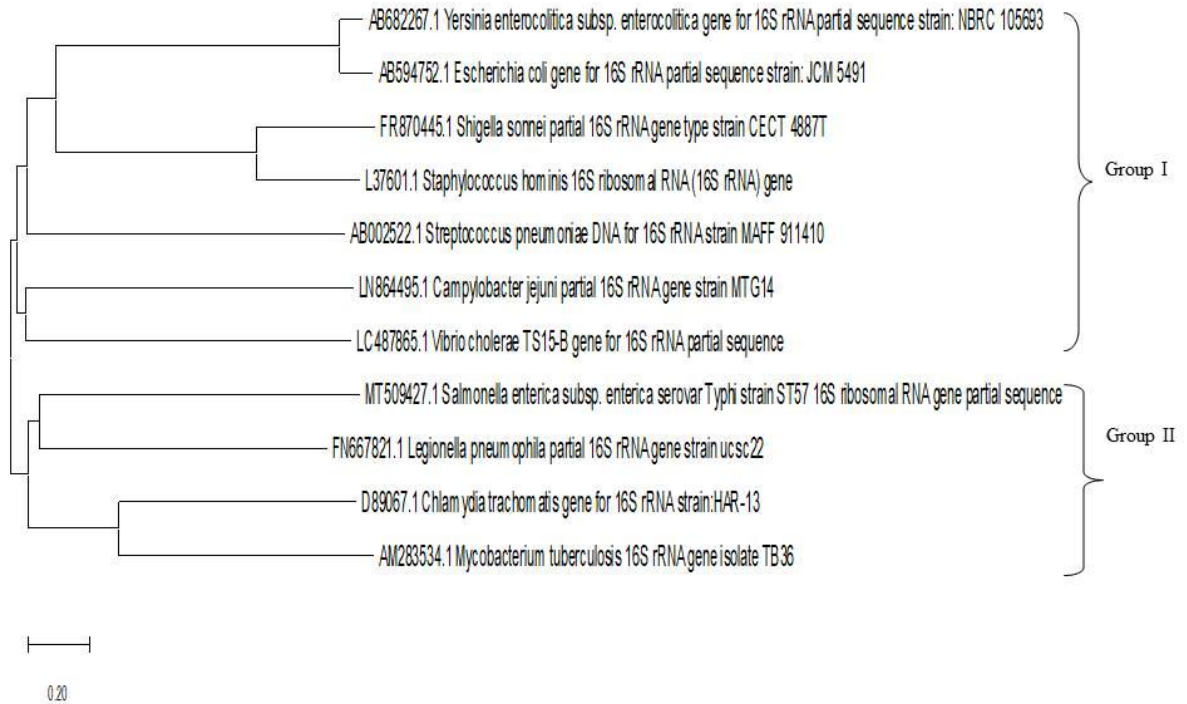 AB682267.1 Yersinia enterocolitica subsp. enterocolitica gene for 16S rRNA partial sequence strain: NBRC 105693
AB594752.1 Escherichia coli gene for 16S rRNA partial sequence strain: JCM 5491
FR870445.1 Shigella sonnei partial 16S rRNA gene type strain CECT 4887T
L37601.1 Staphylococcus hominis 16S ribosomal RNA (16S rRNA) gene
Group I
AB002522.1 Streptococcus pneumoniae DNA for 16S rRNA strain MAFF 911410
LN864495.1 Campylobacter jejuni partial 16S rRNA gene strain MTG14
LC487865.1 Vibrio cholerae TS15-B gene for 16S rRNA partial sequence
MT509427.1 Salmonella enterica subsp. enterica serovar Typhi strain ST57 16S ribosomal RNA gene partial sequence
Group II
FN667821.1 Legionella pneumophila partial 16S rRNA gene strain ucsc22
D89067.1 Chlamydia trachomatis gene for 16S rRNA strain:HAR-13
AM283534.1 Mycobacterium tuberculosis 16S rRNA gene isolate TB36
0.20